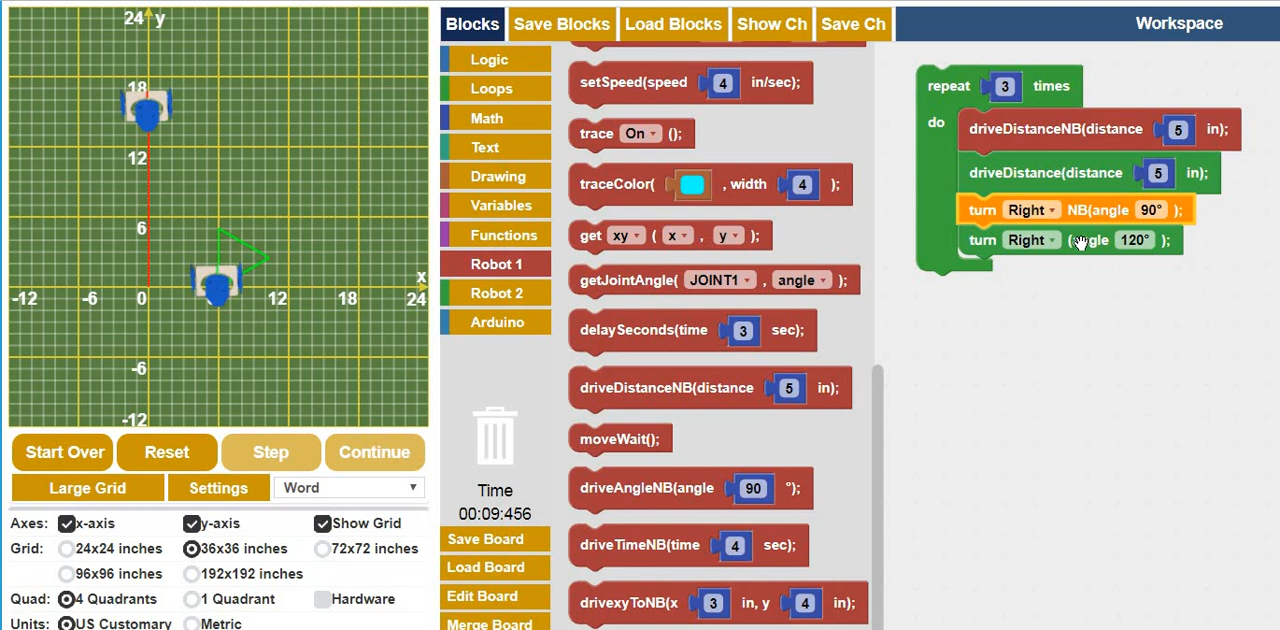 24 y
18
12
6
x
-12 -6 0 12 18 24
-6
-12
Start Over Reset Step Continue
Large Grid Settings Word
Axes: x-axis y-axis Show Grid
Grid: 24x24 inches 36x36 inches 72x72 inches
96x96 inches 192x192 inches
Quad: 4 Quadrants 1 Quadrant Hardware
Units: US Customary Metric
Blocks Save Blocks Load Blocks Show Ch Save Ch Workspace
Logic
Loops
Math
Text
Drawing
Variables
Functions
Robot 1
Robot 2
Arduino
Time
00:09:456
Save Board
Load Board
Edit Board
Merge Board
setSpeed(speed 4 in/sec);
trace On ();
traceColor( , width 4 );
get xy ( x , y );
getJointAngle( JOINT1 , angle );
delaySeconds(time 3 sec);
driveDistanceNB(distance 5 in);
moveWait();
driveAngleNB(angle 90 °);
driveTimeNB(time 4 sec);
drivexyToNB(x 3 in, y 4 in);
repeat 3 times
do driveDistanceNB(distance 5 in);
driveDistance(distance 5 in);
turn Right NB(angle 90° );
turn Right 120° );